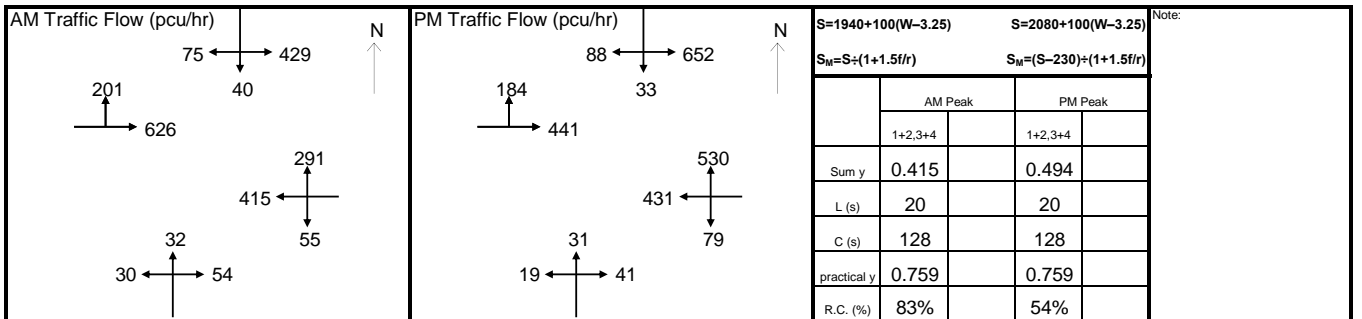 AM Traffic Flow (pcu/hr)
N
75
429
40
201
626
291
415
55
32
30
54
PM Traffic Flow (pcu/hr)
N
88
652
33
184
441
530
431
79
31
19
41
S=1940+100(W–3.25) S=2080+100(W–3.25)
S_M=S÷(1+1.5f/r) S_M=(S–230)÷(1+1.5f/r)
AM Peak PM Peak
1+2,3+4 1+2,3+4
Sum y 0.415 0.494
L (s) 20 20
C (s) 128 128
practical y 0.759 0.759
R.C. (%) 83% 54%
Note: